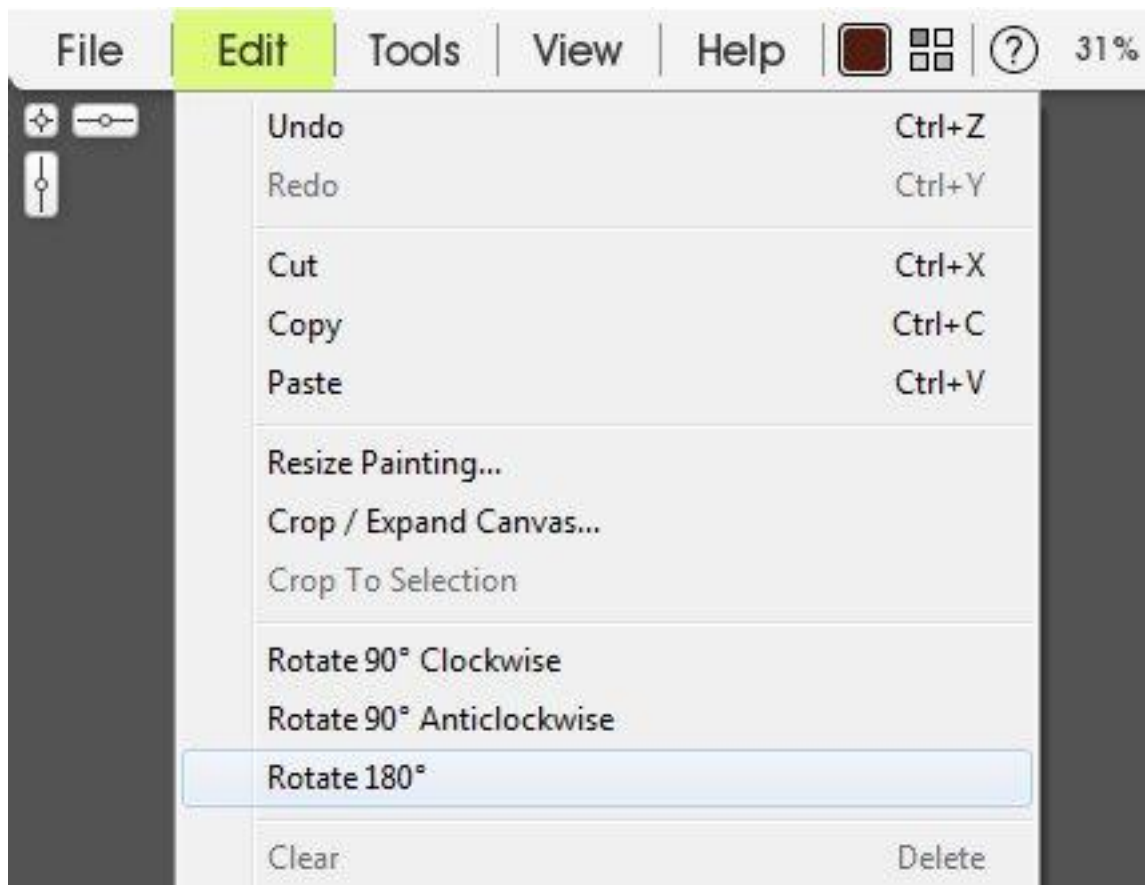 File Edit Tools View Help ? 31%
Undo Ctrl+Z
Redo Ctrl+Y
Cut Ctrl+X
Copy Ctrl+C
Paste Ctrl+V
Resize Painting...
Crop / Expand Canvas...
Crop To Selection
Rotate 90° Clockwise
Rotate 90° Anticlockwise
Rotate 180°
Clear Delete